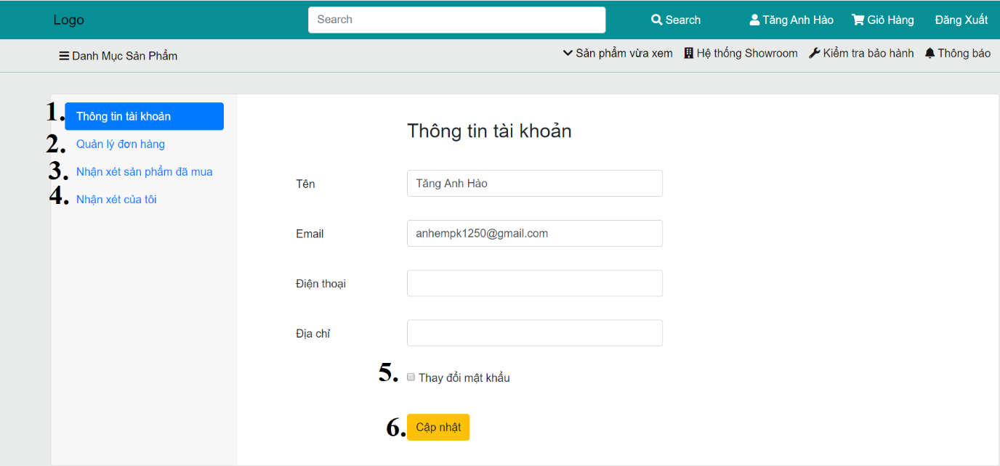 Logo
Search
Search
Tăng Anh Hào
Giỏ Hàng
Đăng Xuất
Danh Mục Sản Phẩm
Sản phẩm vừa xem
Hệ thống Showroom
Kiểm tra bảo hành
Thông báo
1. Thông tin tài khoản
2. Quản lý đơn hàng
3. Nhận xét sản phẩm đã mua
4. Nhận xét của tôi
Thông tin tài khoản
Tên Tăng Anh Hào
Email anhempk1250@gmail.com
Điện thoại
Địa chỉ
5. Thay đổi mật khẩu
6. Cập nhật